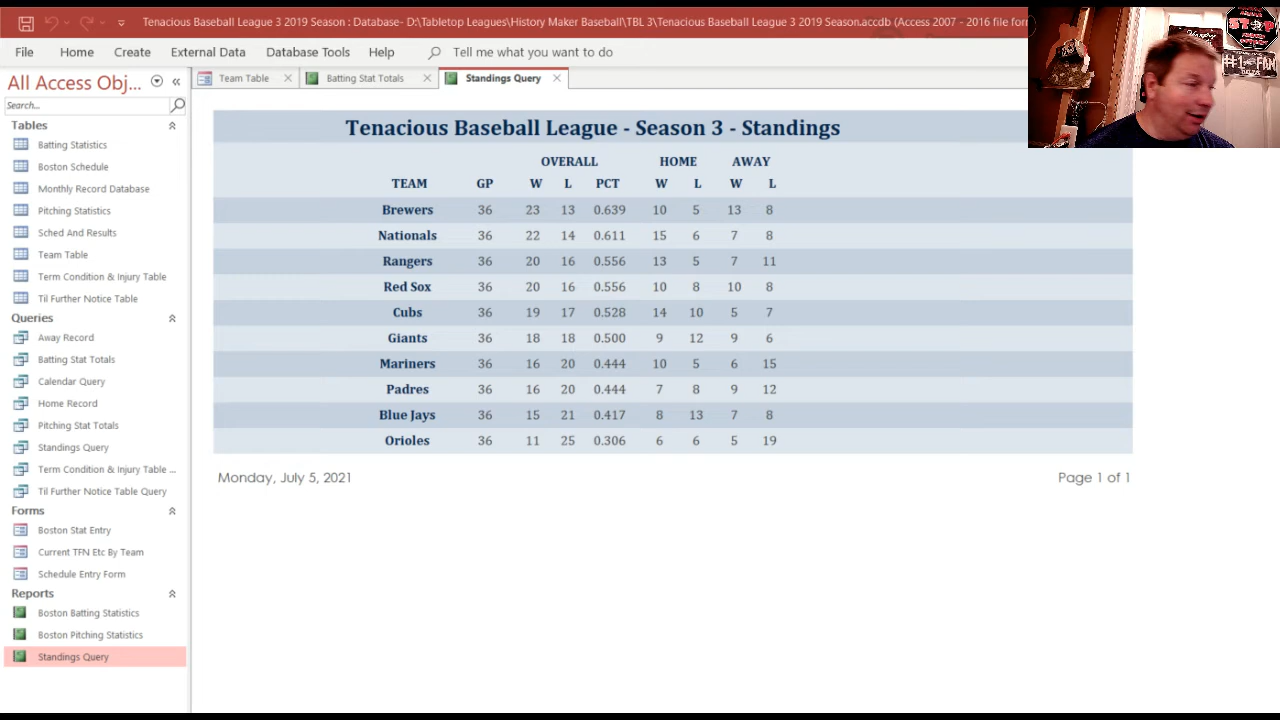 Tenacious Baseball League 3 2019 Season : Database- D:\Tabletop Leagues\History Maker Baseball\TBL 3\Tenacious Baseball League 3 2019 Season.accdb (Access 2007 - 2016 file form
File Home Create External Data Database Tools Help Tell me what you want to do
All Access Obj...
Search...
Tables
Batting Statistics
Boston Schedule
Monthly Record Database
Pitching Statistics
Sched And Results
Team Table
Term Condition & Injury Table
Til Further Notice Table
Queries
Away Record
Batting Stat Totals
Calendar Query
Home Record
Pitching Stat Totals
Standings Query
Term Condition & Injury Table ...
Til Further Notice Table Query
Forms
Boston Stat Entry
Current TFN Etc By Team
Schedule Entry Form
Reports
Boston Batting Statistics
Boston Pitching Statistics
Standings Query
Team Table Batting Stat Totals Standings Query
Tenacious Baseball League - Season 3 - Standings
OVERALL HOME AWAY
TEAM GP W L PCT W L W L
Brewers 36 23 13 0.639 10 5 13 8
Nationals 36 22 14 0.611 15 6 7 8
Rangers 36 20 16 0.556 13 5 7 11
Red Sox 36 20 16 0.556 10 8 10 8
Cubs 36 19 17 0.528 14 10 5 7
Giants 36 18 18 0.500 9 12 9 6
Mariners 36 16 20 0.444 10 5 6 15
Padres 36 16 20 0.444 7 8 9 12
Blue Jays 36 15 21 0.417 8 13 7 8
Orioles 36 11 25 0.306 6 6 5 19
Monday, July 5, 2021 Page 1 of 1
#1 FAN